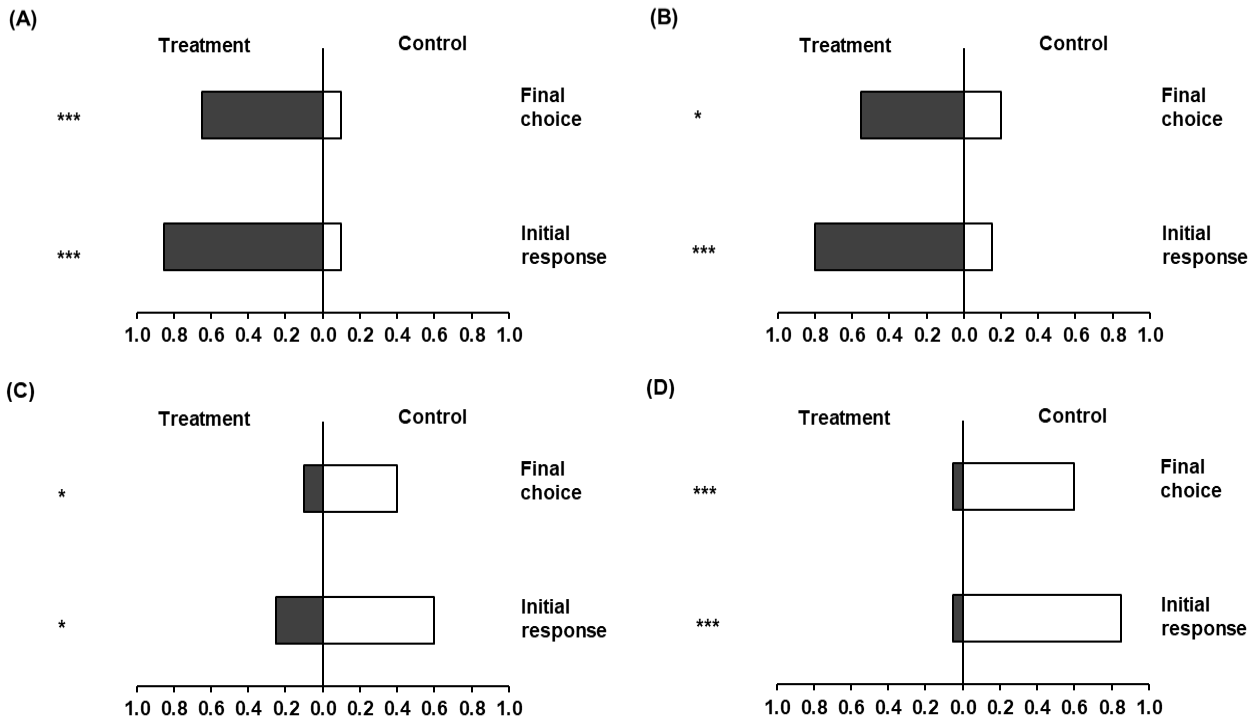 (A)
Treatment Control
***
Final
choice
***
Initial
response
1.0 0.8 0.6 0.4 0.2 0.0 0.2 0.4 0.6 0.8 1.0
(B)
Treatment Control
*
Final
choice
***
Initial
response
1.0 0.8 0.6 0.4 0.2 0.0 0.2 0.4 0.6 0.8 1.0
(C)
Treatment Control
*
Final
choice
*
Initial
response
1.0 0.8 0.6 0.4 0.2 0.0 0.2 0.4 0.6 0.8 1.0
(D)
Treatment Control
***
Final
choice
***
Initial
response
1.0 0.8 0.6 0.4 0.2 0.0 0.2 0.4 0.6 0.8 1.0